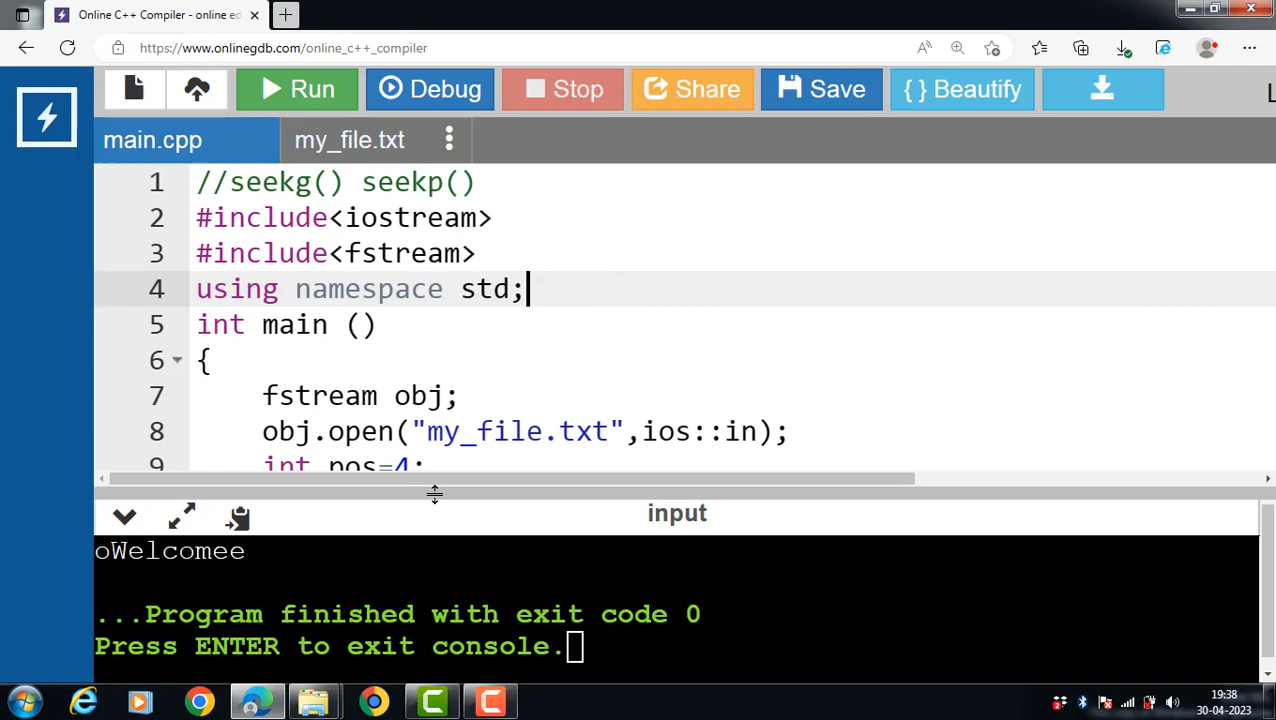 Online C++ Compiler - online ed
https://www.onlinegdb.com/online_c++_compiler
Run Debug Stop Share Save { } Beautify
main.cpp my_file.txt
1 //seekg() seekp()
2 #include<iostream>
3 #include<fstream>
4 using namespace std;
5 int main ()
6 {
7 fstream obj;
8 obj.open("my_file.txt",ios::in);
9 int pos=4;
input
oWelcomee
...Program finished with exit code 0
Press ENTER to exit console.
19:38
30-04-2023